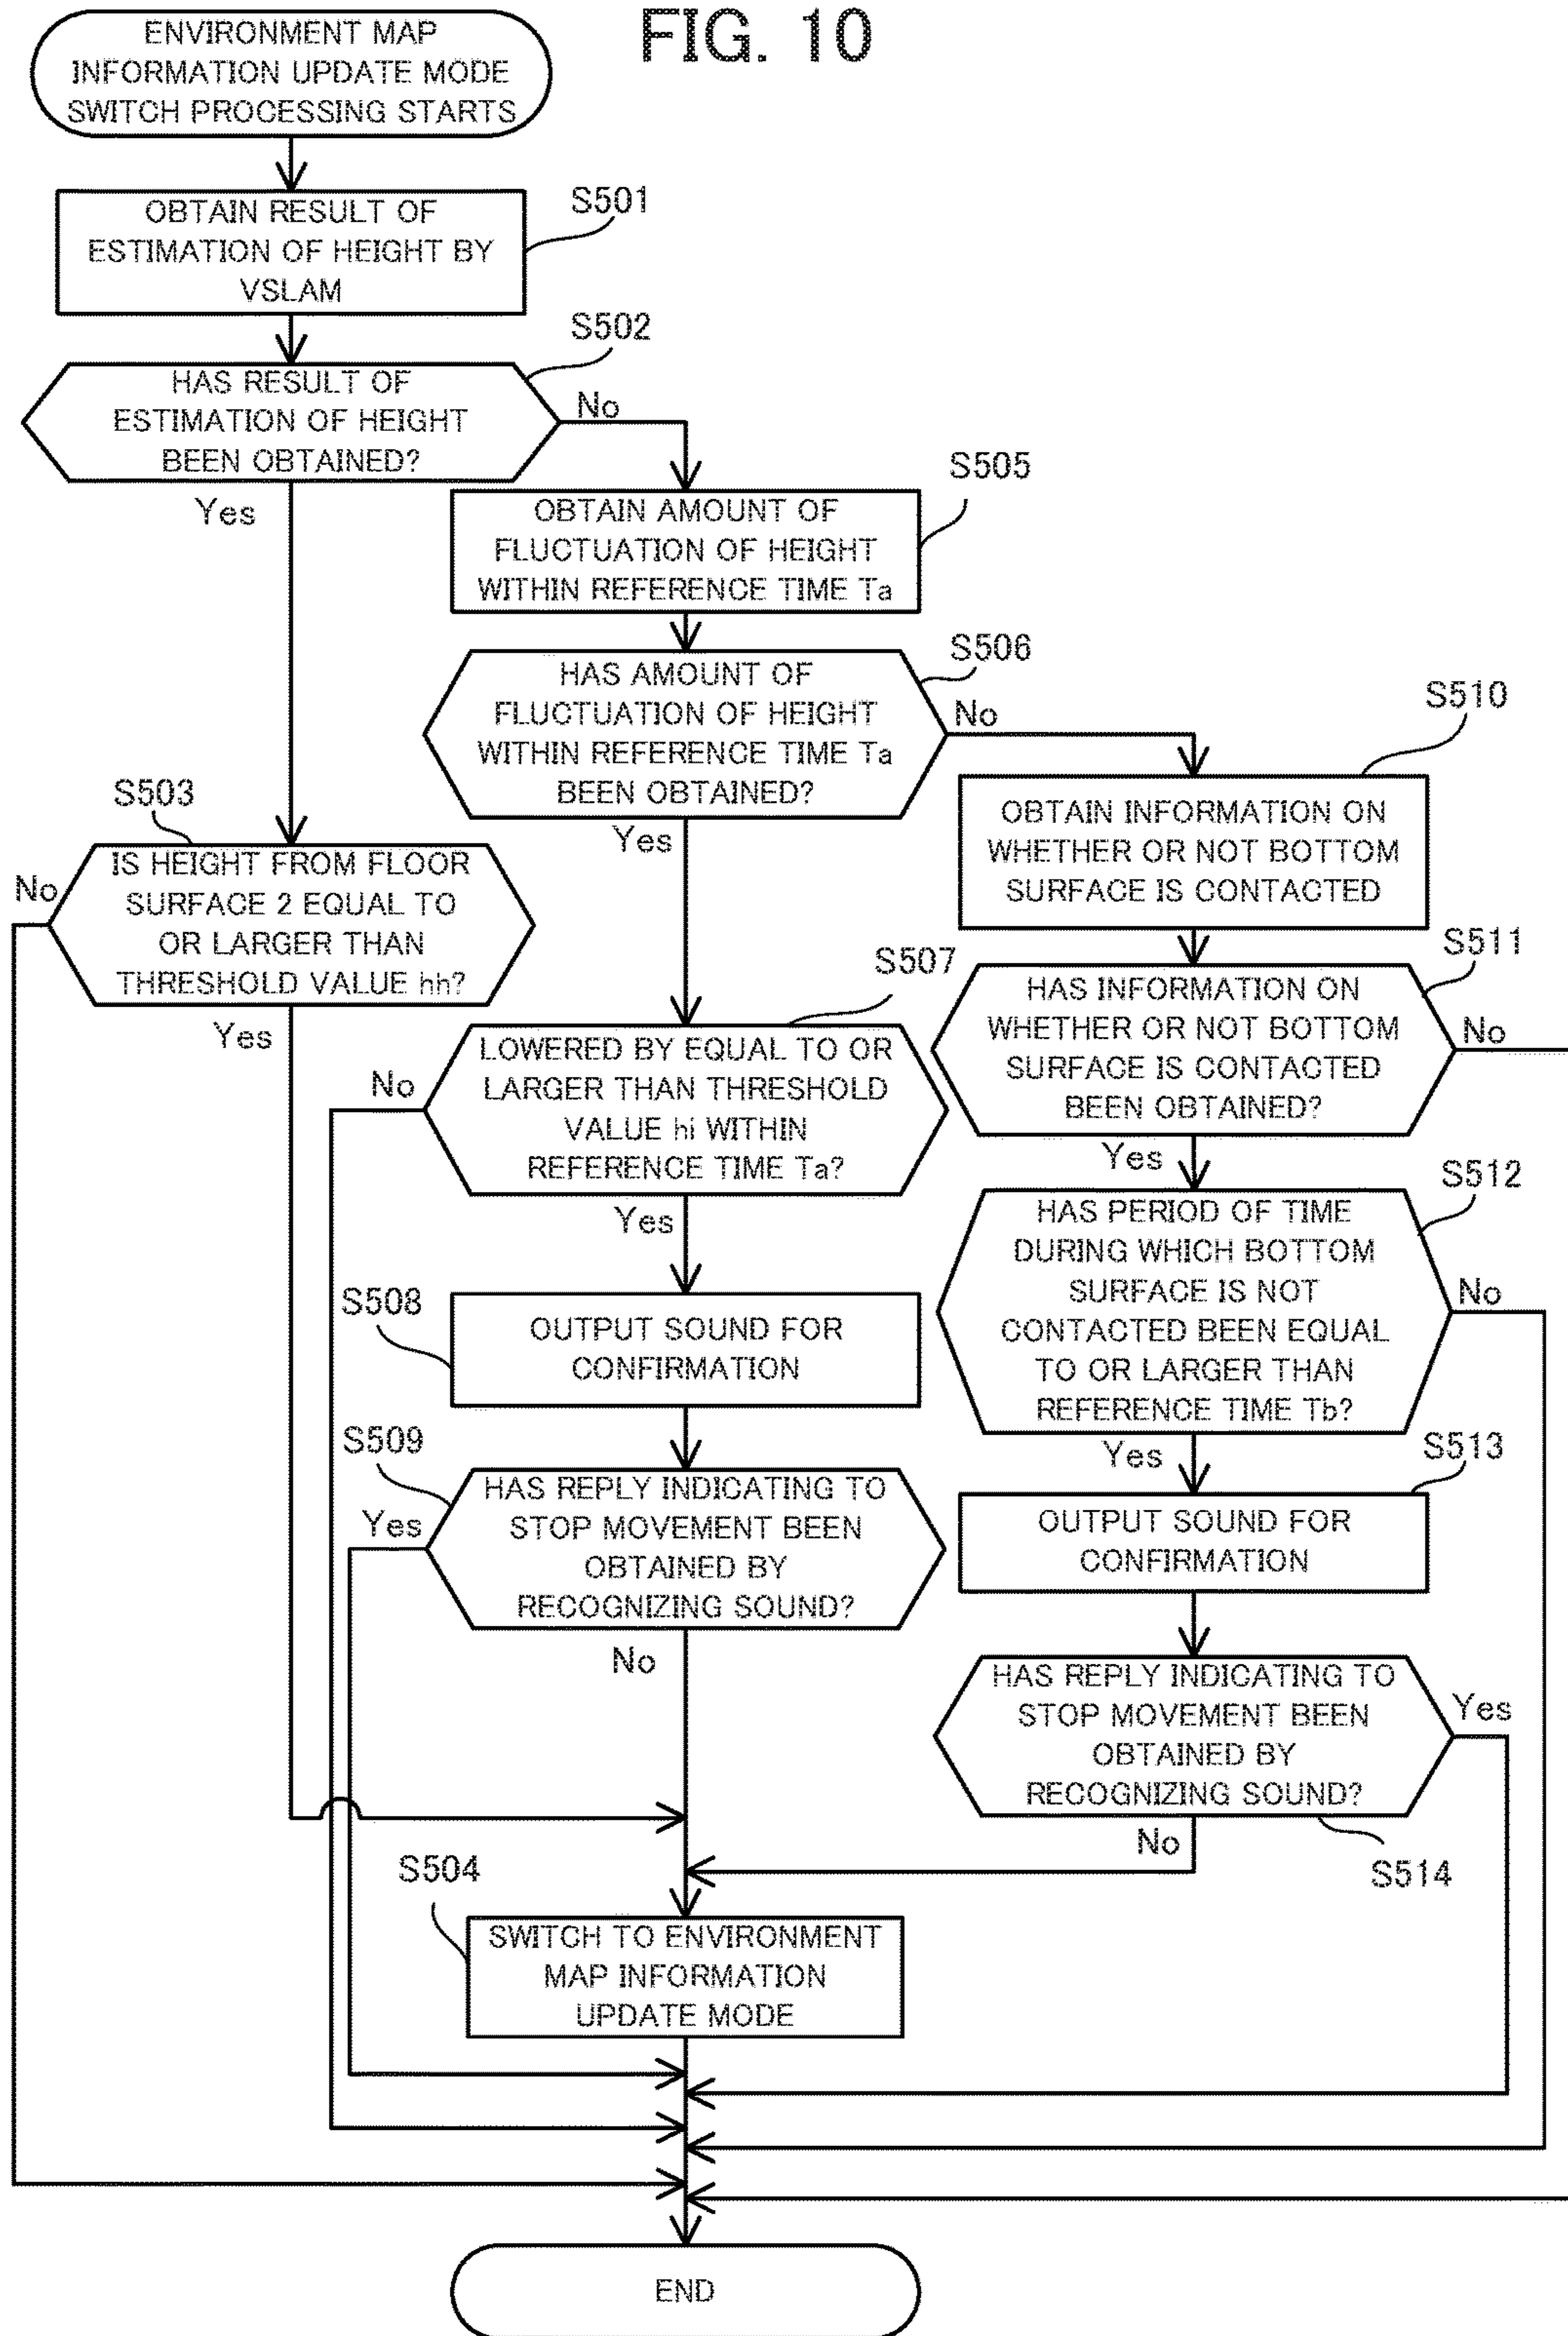 FIG. 10
ENVIRONMENT MAP
INFORMATION UPDATE MODE
SWITCH PROCESSING STARTS
S501
OBTAIN RESULT OF
ESTIMATION OF HEIGHT BY
VSLAM
S502
HAS RESULT OF
ESTIMATION OF HEIGHT
BEEN OBTAINED?
No
Yes
S505
OBTAIN AMOUNT OF
FLUCTUATION OF HEIGHT
WITHIN REFERENCE TIME Ta
S506
HAS AMOUNT OF
FLUCTUATION OF HEIGHT
WITHIN REFERENCE TIME Ta
BEEN OBTAINED?
No
Yes
S510
OBTAIN INFORMATION ON
WHETHER OR NOT BOTTOM
SURFACE IS CONTACTED
S503
IS HEIGHT FROM FLOOR
SURFACE 2 EQUAL TO
OR LARGER THAN
THRESHOLD VALUE hh?
No
Yes
S507
LOWERED BY EQUAL TO OR
LARGER THAN THRESHOLD
VALUE hi WITHIN
REFERENCE TIME Ta?
No
Yes
S511
HAS INFORMATION ON
WHETHER OR NOT BOTTOM
SURFACE IS CONTACTED
BEEN OBTAINED?
No
Yes
S512
HAS PERIOD OF TIME
DURING WHICH BOTTOM
SURFACE IS NOT
CONTACTED BEEN EQUAL
TO OR LARGER THAN
REFERENCE TIME Tb?
No
Yes
S508
OUTPUT SOUND FOR
CONFIRMATION
S509
HAS REPLY INDICATING TO
STOP MOVEMENT BEEN
OBTAINED BY
RECOGNIZING SOUND?
Yes
No
S513
OUTPUT SOUND FOR
CONFIRMATION
HAS REPLY INDICATING TO
STOP MOVEMENT BEEN
OBTAINED BY
RECOGNIZING SOUND?
Yes
No
S514
S504
SWITCH TO ENVIRONMENT
MAP INFORMATION
UPDATE MODE
END